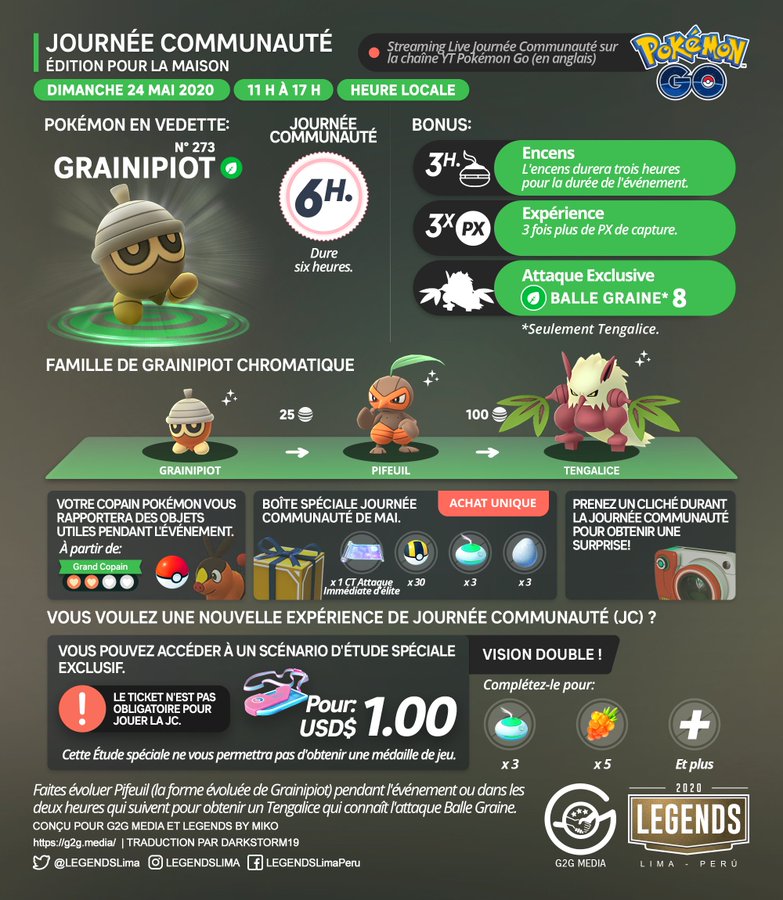 JOURNÉE COMMUNAUTÉ
ÉDITION POUR LA MAISON
Streaming Live Journée Communauté sur
la chaîne YT Pokémon Go (en anglais)
POKÉMON
GO
DIMANCHE 24 MAI 2020
11 H À 17 H
HEURE LOCALE
POKÉMON EN VEDETTE:
N° 273
GRAINIPIOT
JOURNÉE
COMMUNAUTÉ
6H.
Dure
six heures.
BONUS:
3H.
Encens
L'encens durera trois heures
pour la durée de l'événement.
3X PX
Expérience
3 fois plus de PX de capture.
Attaque Exclusive
BALLE GRAINE* 8
*Seulement Tengalice.
FAMILLE DE GRAINIPIOT CHROMATIQUE
25
100
GRAINIPIOT
PIFEUIL
TENGALICE
VOTRE COPAIN POKÉMON VOUS
RAPPORTERA DES OBJETS
UTILES PENDANT L'ÉVÉNEMENT.
À partir de:
Grand Copain
BOÎTE SPÉCIALE JOURNÉE
COMMUNAUTÉ DE MAI.
ACHAT UNIQUE
x 1 CT Attaque
Immédiate d'élite
x 30
x 3
x 3
PRENEZ UN CLICHÉ DURANT
LA JOURNÉE COMMUNAUTÉ
POUR OBTENIR UNE
SURPRISE!
VOUS VOULEZ UNE NOUVELLE EXPÉRIENCE DE JOURNÉE COMMUNAUTÉ (JC) ?
VOUS POUVEZ ACCÉDER À UN SCÉNARIO D'ÉTUDE SPÉCIALE
EXCLUSIF.
! LE TICKET N'EST PAS
OBLIGATOIRE POUR
JOUER LA JC.
Pour:
USD$ 1.00
Cette Étude spéciale ne vous permettra pas d'obtenir une médaille de jeu.
VISION DOUBLE !
Complétez-le pour:
x 3
x 5
+
Et plus
Faites évoluer Pifeuil (la forme évoluée de Grainipiot) pendant l'événement ou dans les
deux heures qui suivent pour obtenir un Tengalice qui connaît l'attaque Balle Graine.
CONÇU POUR G2G MEDIA ET LEGENDS BY MIKO
https://g2g.media/ | TRADUCTION PAR DARKSTORM19
@LEGENDSLima
LEGENDSLIMA
LEGENDSLimaPeru
G2G MEDIA
2020
LEGENDS
LIMA - PERÚ